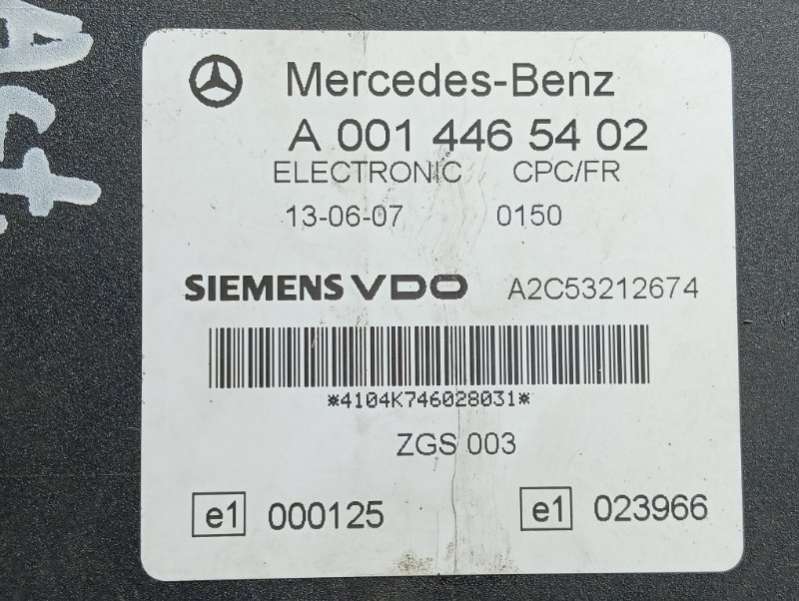 Mercedes-Benz
A 001 446 54 02
ELECTRONIC CPC/FR
13-06-07 0150
SIEMENS VDO A2C53212674
*4104K746028031*
ZGS 003
e1 000125 e1 023966